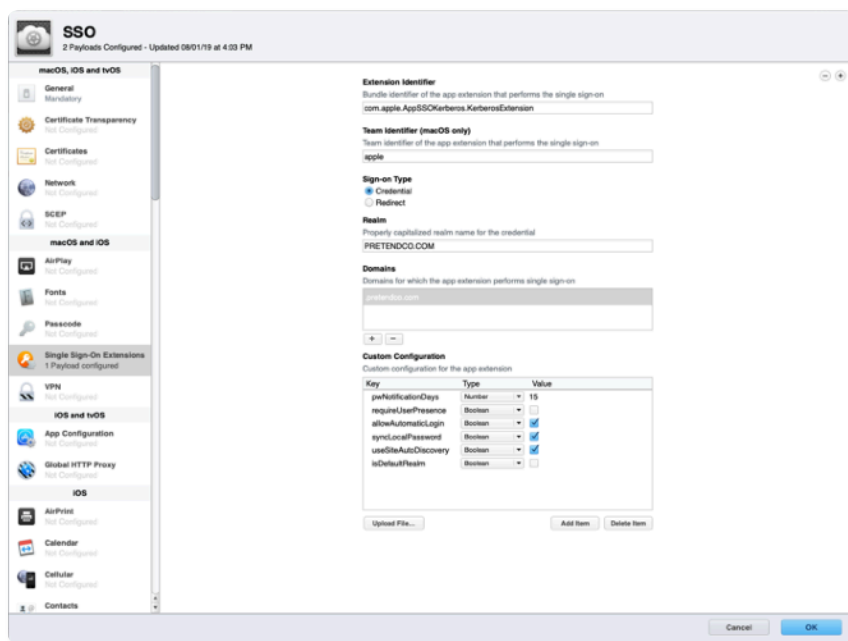 SSO
2 Payloads Configured - Updated 08/01/19 at 4:03 PM
macOS, iOS and tvOS
General
Mandatory
Certificate Transparency
Not Configured
Certificates
Not Configured
Network
Not Configured
SCEP
Not Configured
macOS and iOS
AirPlay
Not Configured
Fonts
Not Configured
Passcode
Not Configured
Single Sign-On Extensions
1 Payload configured
VPN
Not Configured
iOS and tvOS
App Configuration
Not Configured
Global HTTP Proxy
Not Configured
iOS
AirPrint
Not Configured
Calendar
Not Configured
Cellular
Not Configured
Contacts
Extension Identifier
Bundle identifier of the app extension that performs the single sign-on
com.apple.AppSSOKerberos.KerberosExtension
Team Identifier (macOS only)
Team identifier of the app extension that performs the single sign-on
apple
Sign-on Type
Credential
Redirect
Realm
Properly capitalized realm name for the credential
PRETENDCO.COM
Domains
Domains for which the app extension performs single sign-on
pretendco.com
+ −
Custom Configuration
Custom configuration for the app extension
Key Type Value
pwNotificationDays Number 15
requireUserPresence Boolean
allowAutomaticLogin Boolean
syncLocalPassword Boolean
useSiteAutoDiscovery Boolean
isDefaultRealm Boolean
Upload File... Add Item Delete Item
Cancel OK